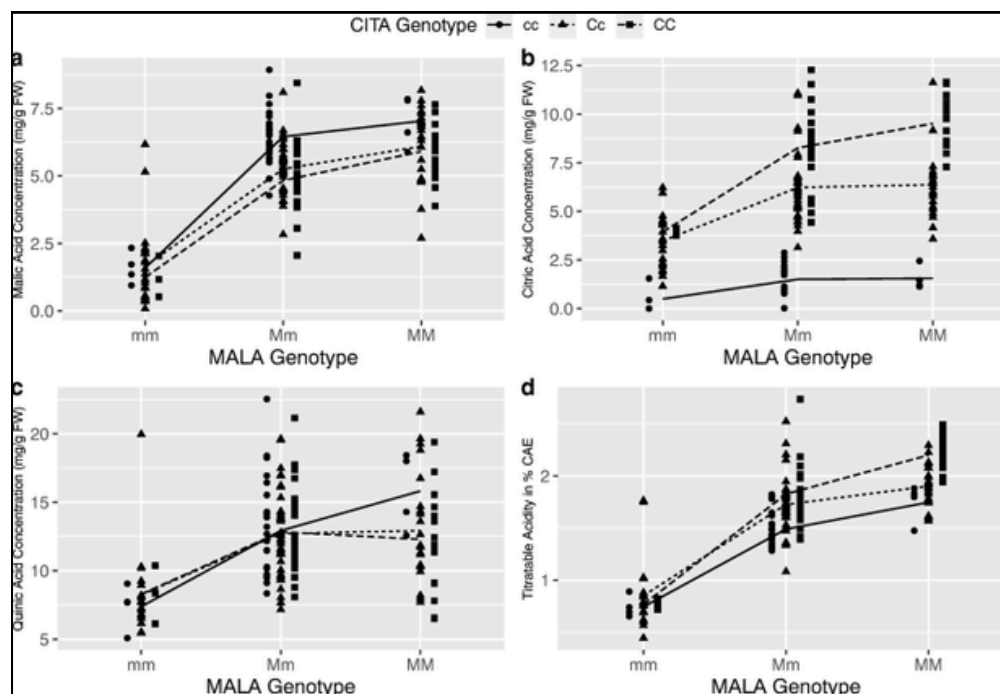 CITA Genotype cc Cc CC
a
Malic Acid Concentration (mg/g FW)
7.5
5.0
2.5
0.0
mm Mm MM
MALA Genotype
b
Citric Acid Concentration (mg/g FW)
12.5
10.0
7.5
5.0
2.5
0.0
mm Mm MM
MALA Genotype
c
Quinic Acid Concentration (mg/g FW)
20
15
10
5
mm Mm MM
MALA Genotype
d
Titratable Acidity in % CAE
2
1
mm Mm MM
MALA Genotype